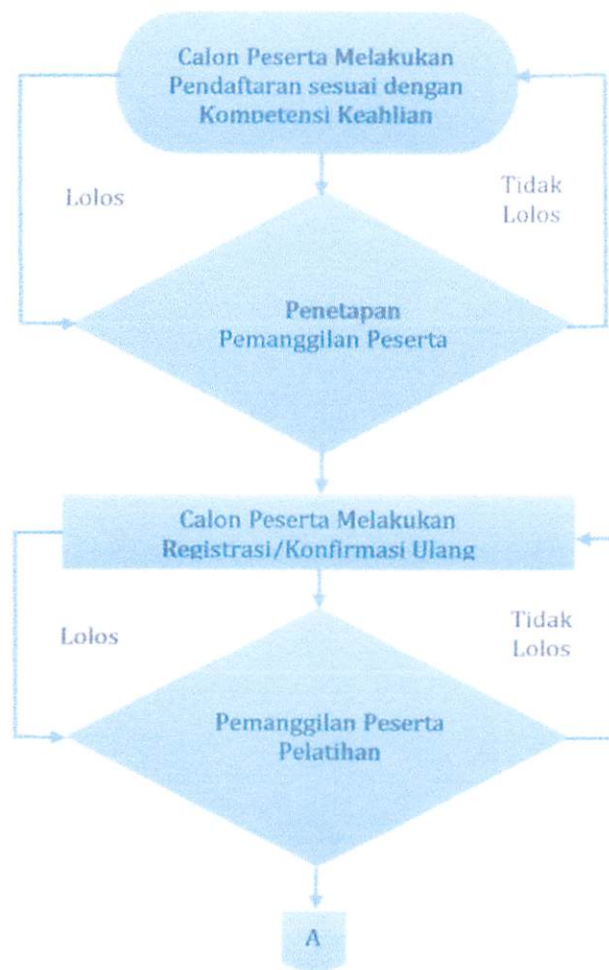 Calon Peserta Melakukan
Pendaftaran sesuai dengan
Kompetensi Keahlian
Lolos
Tidak
Lolos
Penetapan
Pemanggilan Peserta
Calon Peserta Melakukan
Registrasi/Konfirmasi Ulang
Lolos
Tidak
Lolos
Pemanggilan Peserta
Pelatihan
A